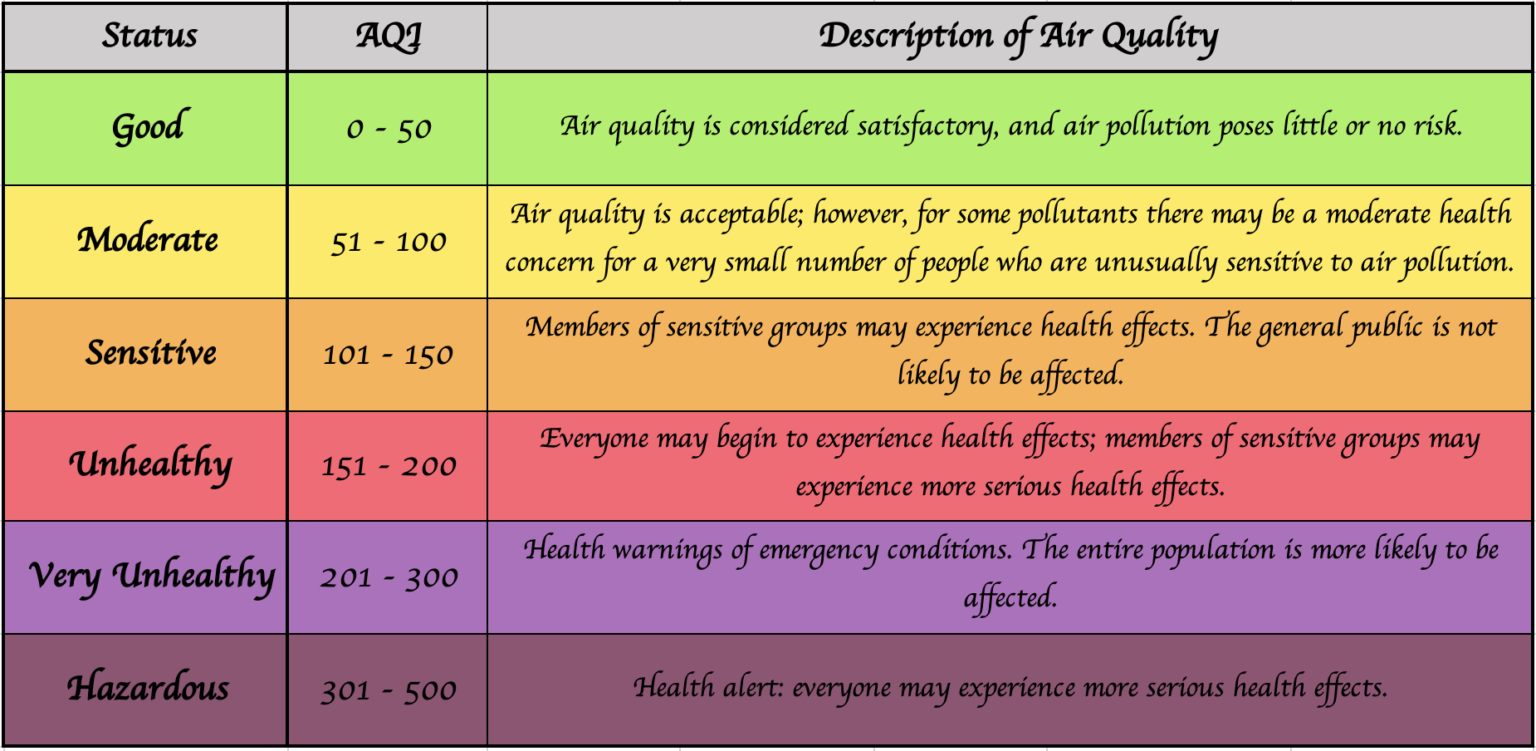 Status AQI Description of Air Quality
Good 0 - 50 Air quality is considered satisfactory, and air pollution poses little or no risk.
Moderate 51 - 100 Air quality is acceptable; however, for some pollutants there may be a moderate health
concern for a very small number of people who are unusually sensitive to air pollution.
Sensitive 101 - 150 Members of sensitive groups may experience health effects. The general public is not
likely to be affected.
Unhealthy 151 - 200 Everyone may begin to experience health effects; members of sensitive groups may
experience more serious health effects.
Very Unhealthy 201 - 300 Health warnings of emergency conditions. The entire population is more likely to be
affected.
Hazardous 301 - 500 Health alert: everyone may experience more serious health effects.